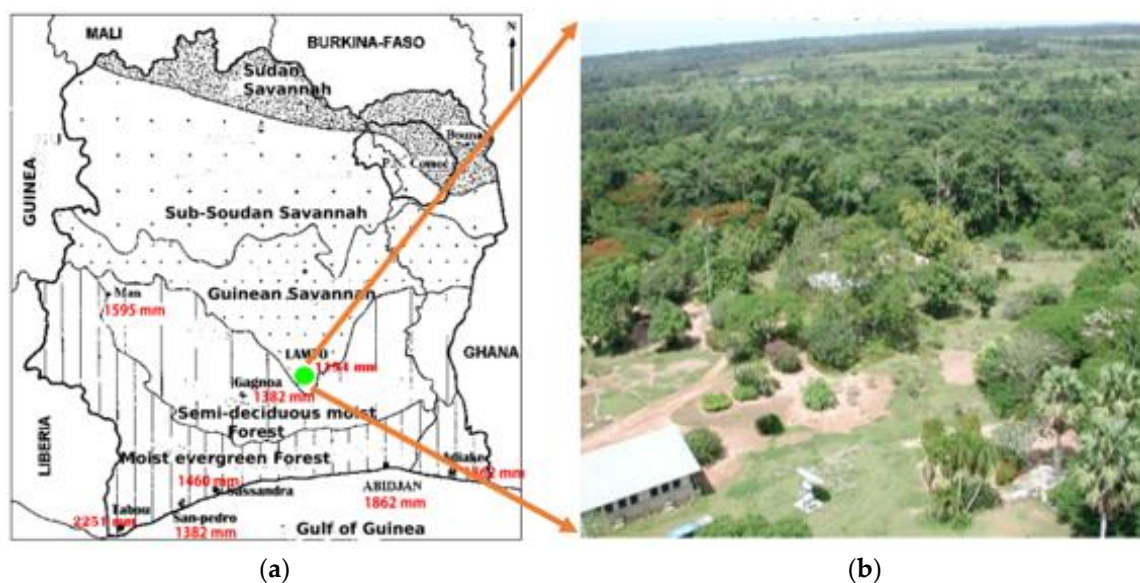 MALI
BURKINA-FASO
N
Sudan
Savannah
Bouna
Comoé
GUINEA
Sub-Soudan Savannah
Guinean Savannah
Man
1595 mm
LAMTO
GHANA
Gagnoa
1382 mm
Semi-deciduous moist
Forest
LIBERIA
Moist evergreen Forest
Adiake
1460 mm
Sassandra
ABIDJAN
1862 mm
Tabou
2251 mm
San-pedro
1382 mm
Gulf of Guinea
(a)
(b)